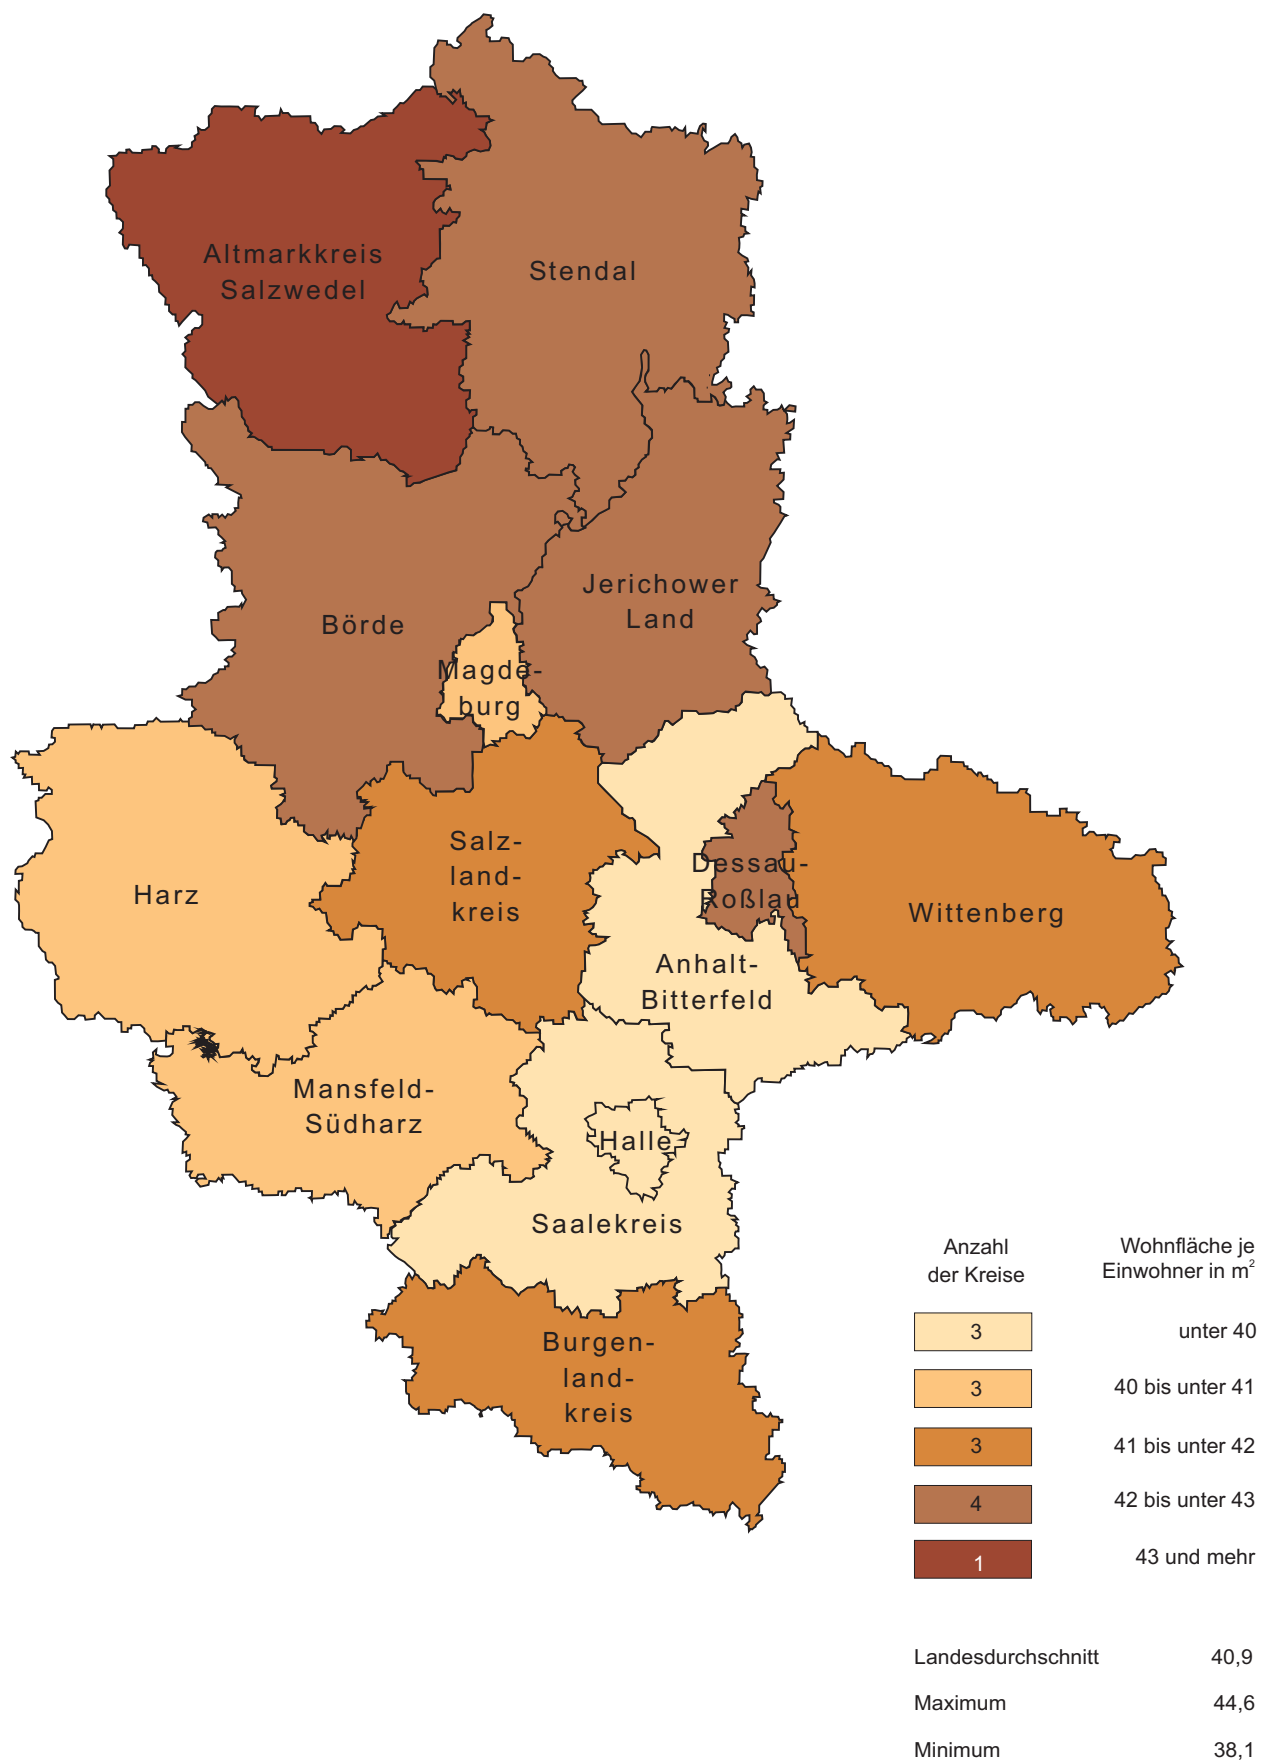 Altmarkkreis
Salzwedel
Stendal
Jerichower
Land
Börde
Magde-
burg
Salz-
land-
kreis
Harz
Dessau-
Roßlau
Wittenberg
Anhalt-
Bitterfeld
Mansfeld-
Südharz
Halle
Saalekreis
Burgen-
land-
kreis
Anzahl
der Kreise
Wohnfläche je
Einwohner in m²
3 unter 40
3 40 bis unter 41
3 41 bis unter 42
4 42 bis unter 43
1 43 und mehr
Landesdurchschnitt 40,9
Maximum 44,6
Minimum 38,1